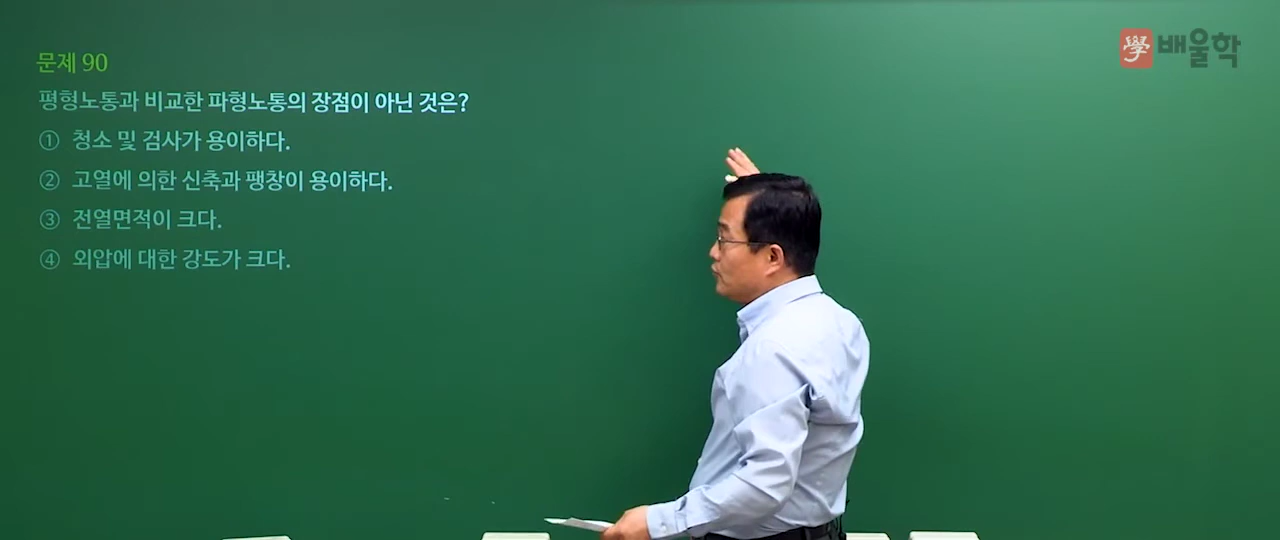 문제 90
평형노통과 비교한 파형노통의 장점이 아닌 것은?
① 청소 및 검사가 용이하다.
② 고열에 의한 신축과 팽창이 용이하다.
③ 전열면적이 크다.
④ 외압에 대한 강도가 크다.
學 배울학